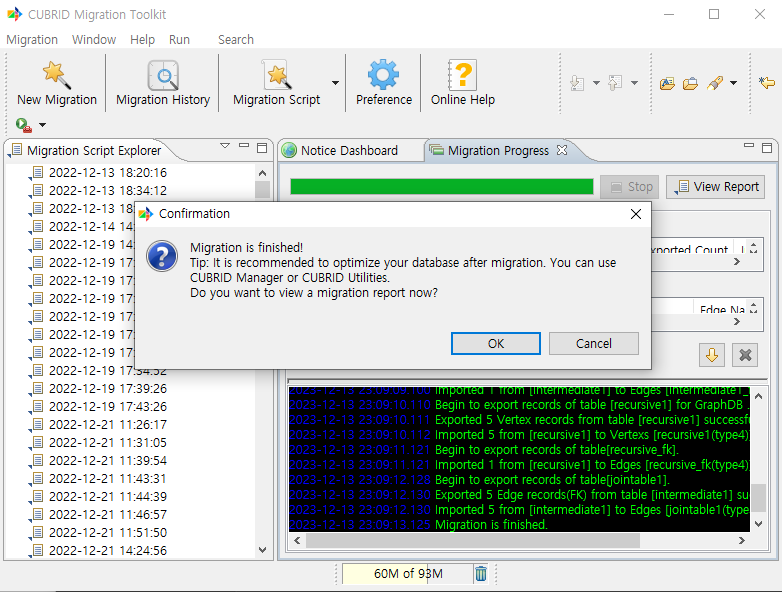 CUBRID Migration Toolkit
Migration Window Help Run Search
New Migration Migration History Migration Script Preference Online Help
Migration Script Explorer
2022-12-13 18:20:16
2022-12-13 18:34:12
2022-12-13 18
2022-12-14 14
2022-12-19 14
2022-12-19
2022-12-19 17
2022-12-19 17
2022-12-19 17
2022-12-19 17
2022-12-19 17
2022-12-19 17:34:52
2022-12-19 17:39:26
2022-12-19 17:43:26
2022-12-21 11:26:17
2022-12-21 11:31:05
2022-12-21 11:39:54
2022-12-21 11:43:31
2022-12-21 11:44:39
2022-12-21 11:46:57
2022-12-21 11:51:50
2022-12-21 14:24:56
Notice Dashboard Migration Progress
Stop View Report
Exported Count
Edge Na
Confirmation
Migration is finished!
Tip: It is recommended to optimize your database after migration. You can use
CUBRID Manager or CUBRID Utilities.
Do you want to view a migration report now?
OK Cancel
2023-12-13 23:09:09.100 Imported 1 from [intermediate1] to Edges [intermediate1_
2023-12-13 23:09:10.110 Begin to export records of table [recursive1] for GraphDB .
2023-12-13 23:09:10.111 Exported 5 Vertex records from table [recursive1] successfu
2023-12-13 23:09:10.112 Imported 5 from [recursive1] to Vertexs [recursive1(type4)]
2023-12-13 23:09:11.121 Begin to export records of table[recursive_fk].
2023-12-13 23:09:11.121 Imported 1 from [recursive1] to Edges [recursive_fk(type4)]
2023-12-13 23:09:12.128 Begin to export records of table[jointable1].
2023-12-13 23:09:12.130 Exported 5 Edge records(FK) from table [intermediate1] su
2023-12-13 23:09:12.130 Imported 5 from [intermediate1] to Edges [jointable1(type
2023-12-13 23:09:13.125 Migration is finished.
60M of 93M